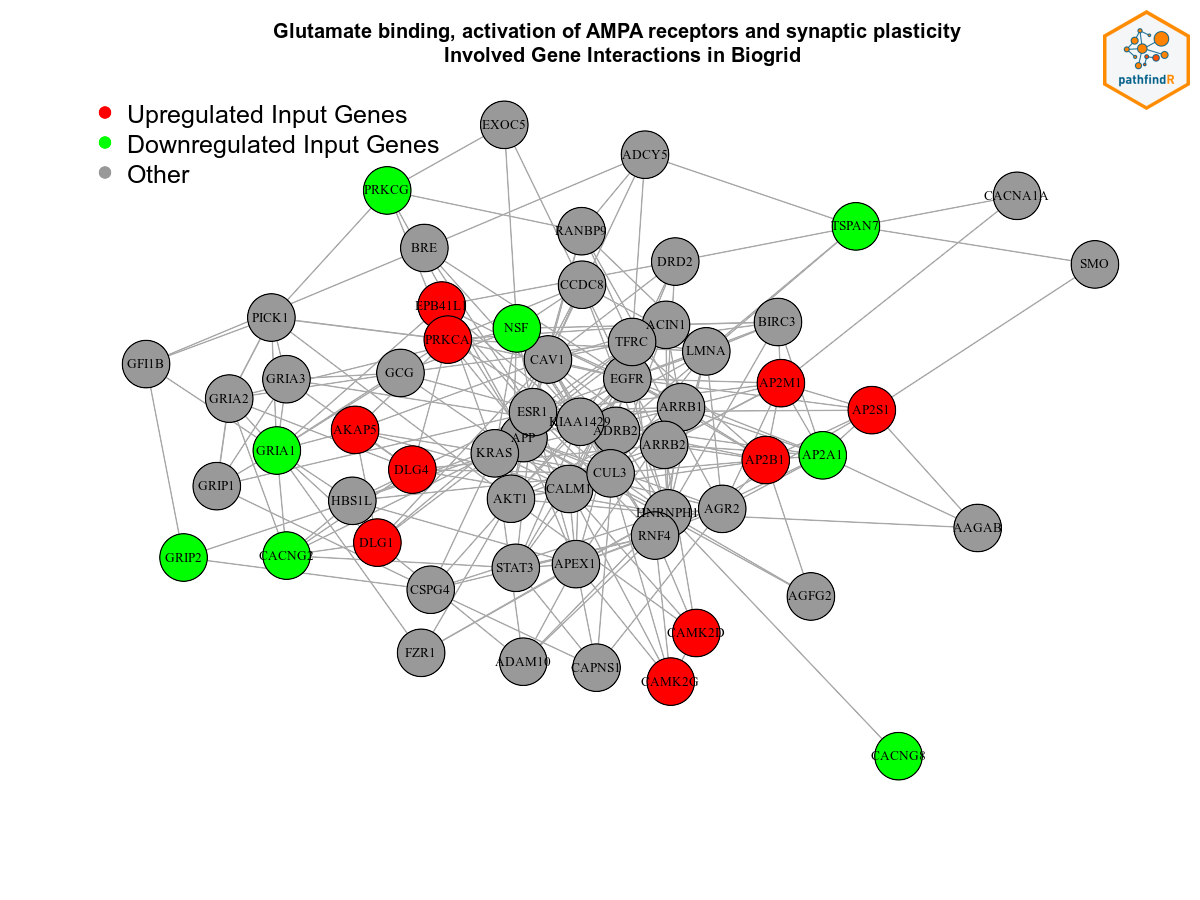 Glutamate binding, activation of AMPA receptors and synaptic plasticity
Involved Gene Interactions in Biogrid
pathfindR
Upregulated Input Genes
Downregulated Input Genes
Other
EXOC5
ADCY5
PRKCG
CACNA1A
TSPAN7
RANBP9
BRE
DRD2
SMO
CCDC8
EPB41L1
PICK1
BIRC3
ACIN1
NSF
PRKCA
TFRC
LMNA
CAV1
GFI1B
GCG
GRIA3
EGFR
AP2M1
GRIA2
ARRB1
AP2S1
ESR1
KIAA1429
AKAP5
ADRB2
APP
ARRB2
GRIA1
KRAS
AP2A1
AP2B1
DLG4
CUL3
GRIP1
CALM1
AKT1
HBS1L
AGR2
HNRNPH1
AAGAB
RNF4
DLG1
CACNG2
GRIP2
APEX1
STAT3
CSPG4
AGFG2
CAMK2D
FZR1
ADAM10
CAPNS1
CAMK2G
CACNG8